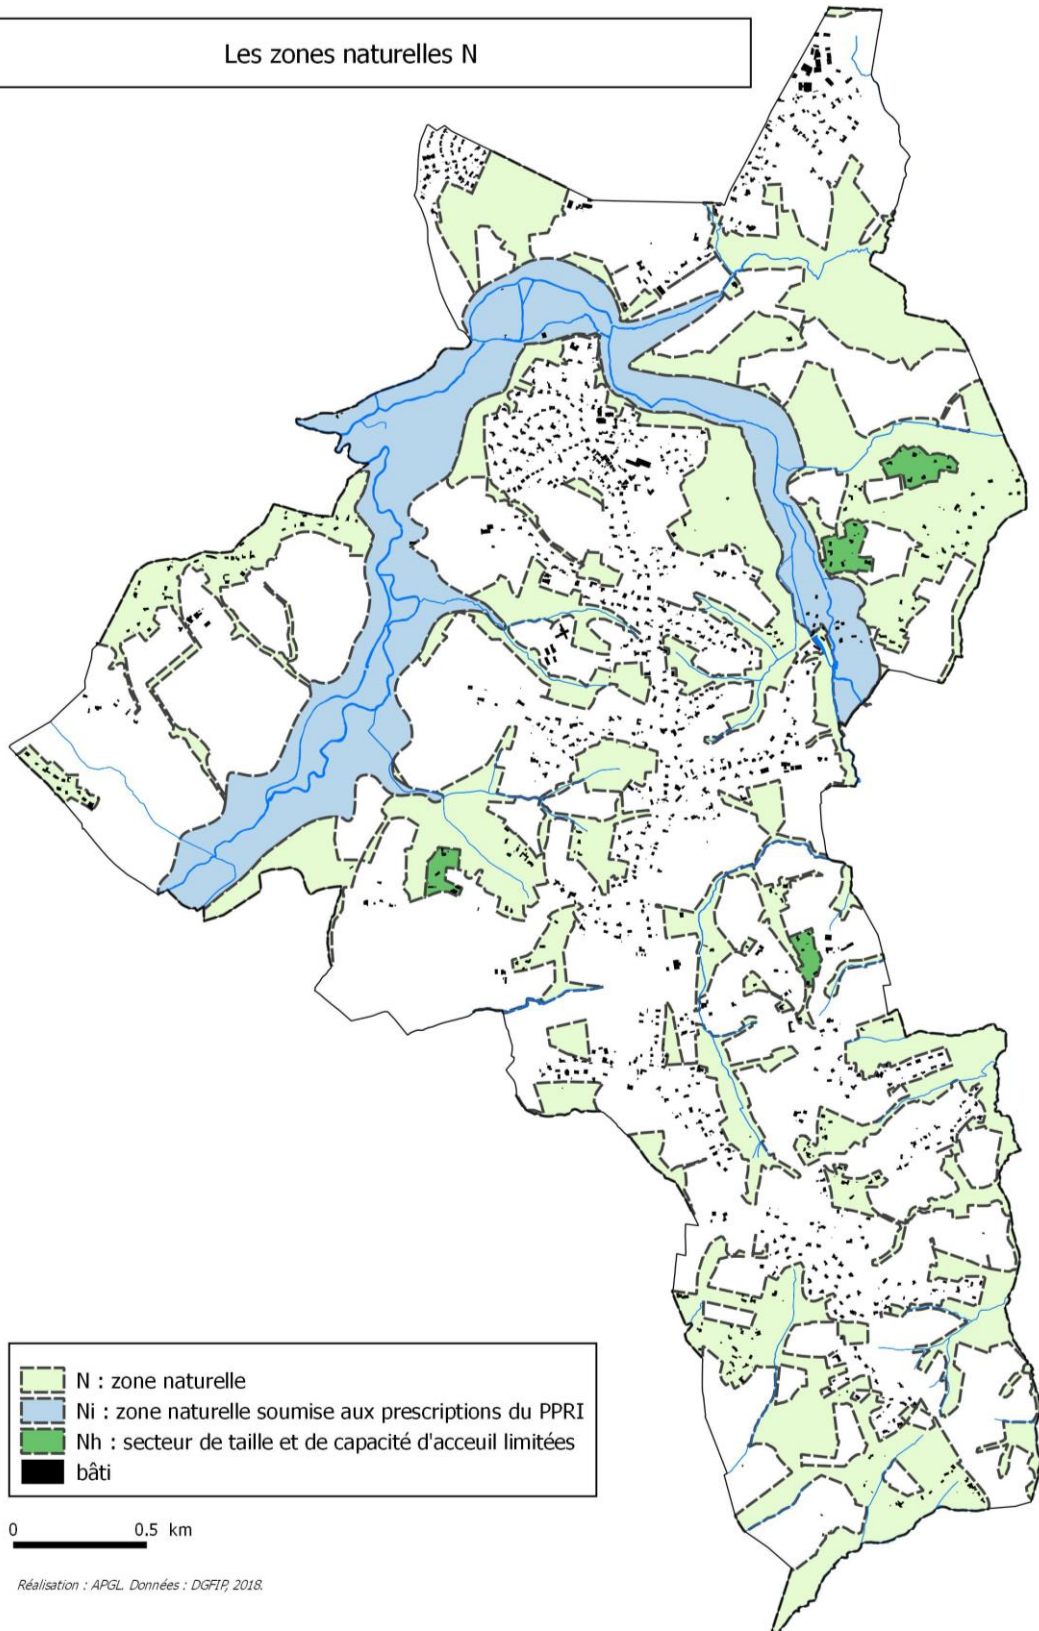 Les zones naturelles N
N : zone naturelle
Ni : zone naturelle soumise aux prescriptions du PPRI
Nh : secteur de taille et de capacité d'acceuil limitées
bâti
0 0.5 km
Réalisation : APGL. Données : DGFIP, 2018.